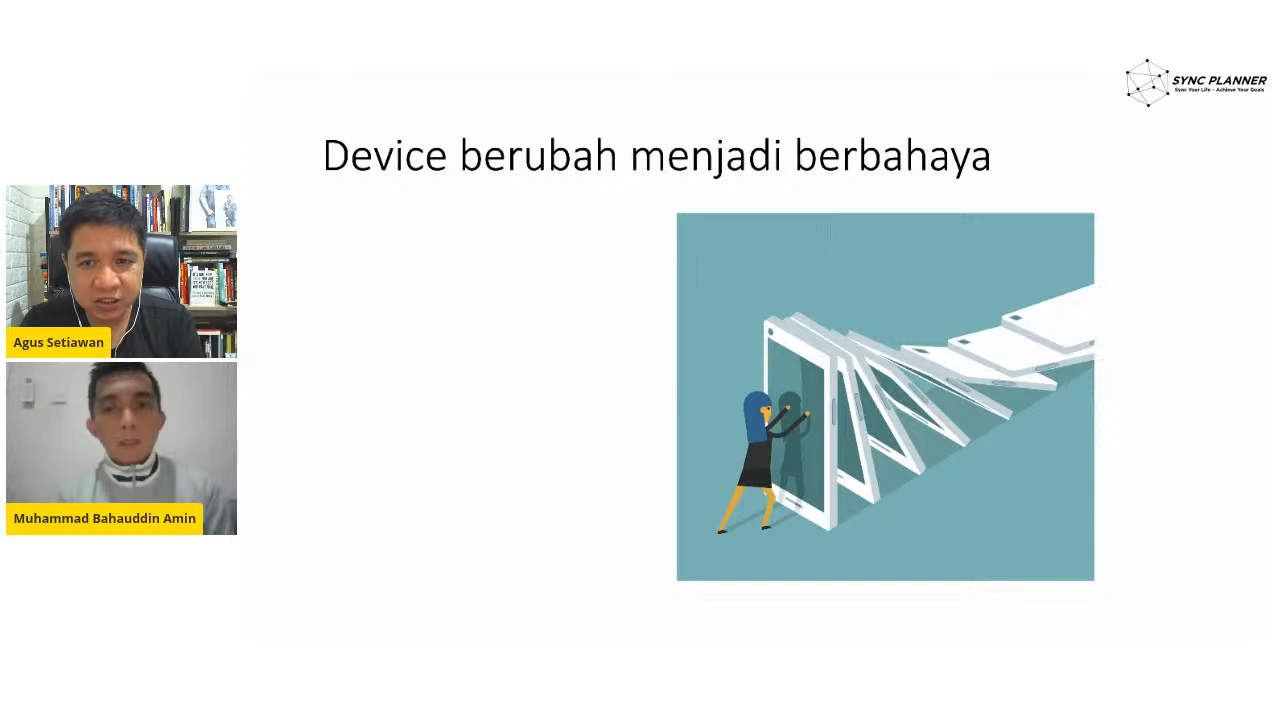 SYNC PLANNER
Sync Your Life - Achieve Your Goals
Device berubah menjadi berbahaya
Agus Setiawan
Muhammad Bahauddin Amin